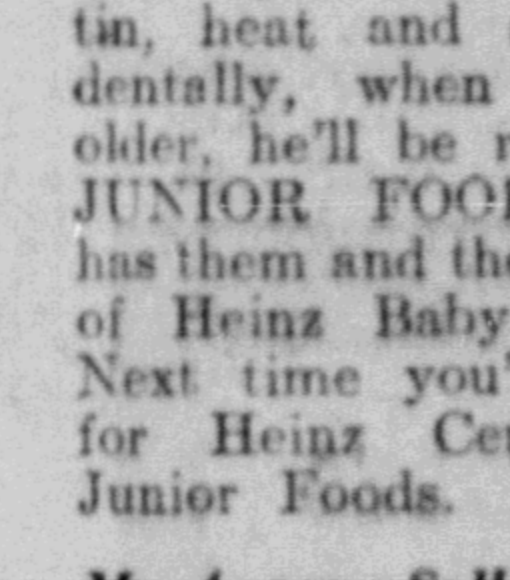 tin, heat and
dentally, when
older, he'll be
JUNIOR
has them and
of Heinz Baby
Next time
for Heinz
Junior Foods.